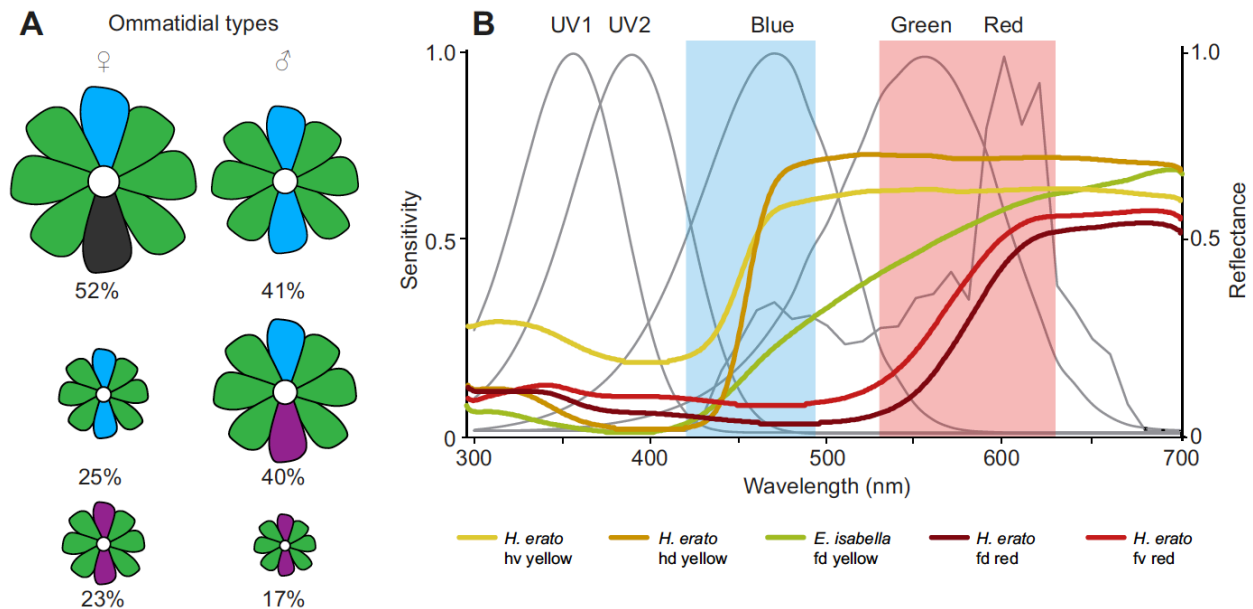 A
Ommatidial types
♀
♂
52%
41%
25%
40%
23%
17%
B
UV1
UV2
Blue
Green
Red
1.0
0.5
0
Sensitivity
1.0
0.5
0
Reflectance
300
400
500
600
700
Wavelength (nm)
H. erato
hv yellow
H. erato
hd yellow
E. isabella
fd yellow
H. erato
fd red
H. erato
fv red